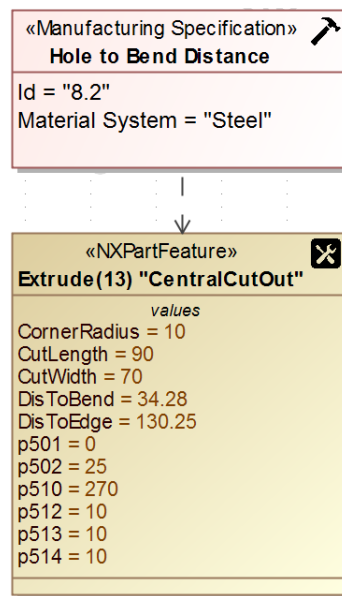 «Manufacturing Specification»
Hole to Bend Distance
Id = "8.2"
Material System = "Steel"
«NXPartFeature»
Extrude(13) "CentralCutOut"
values
CornerRadius = 10
CutLength = 90
CutWidth = 70
DisToBend = 34.28
DisToEdge = 130.25
p501 = 0
p502 = 25
p510 = 270
p512 = 10
p513 = 10
p514 = 10